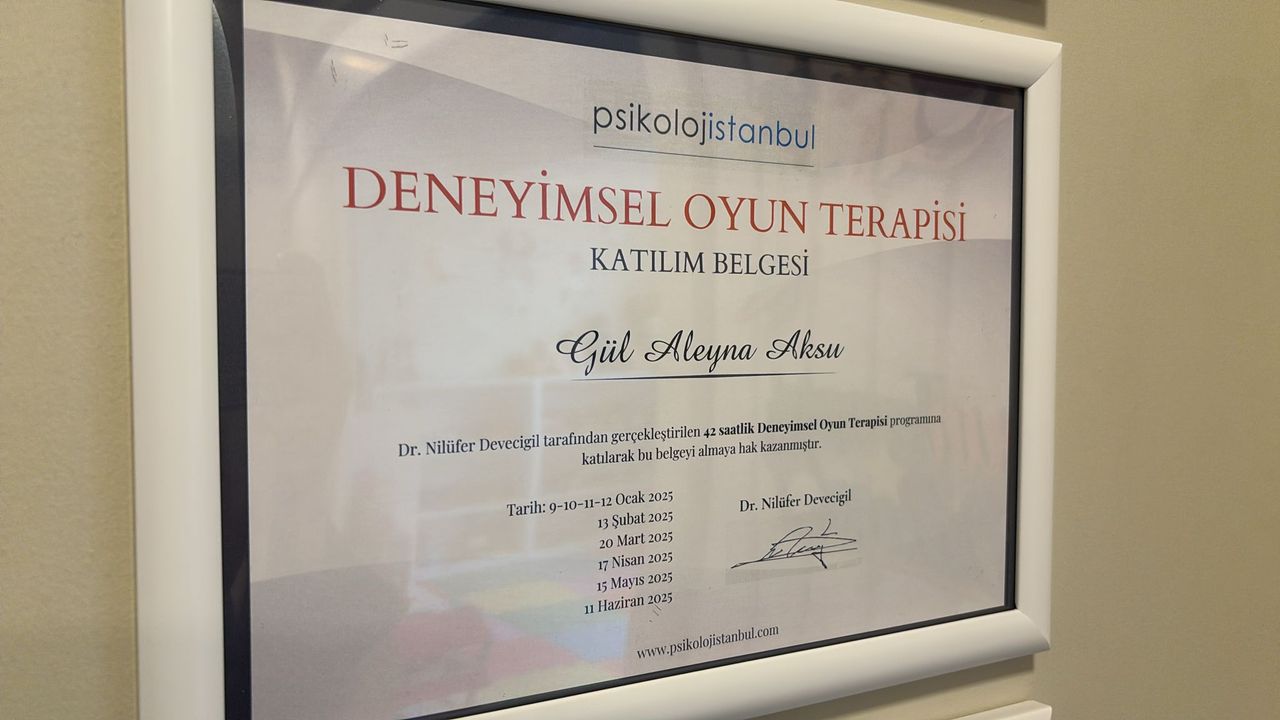 psikolojistanbul
DENEYİMSEL OYUN TERAPİSİ
KATILIM BELGESİ
Gül Aleyna Aksu
Dr. Nilüfer Devecigil tarafından gerçekleştirilen 42 saatlik Deneyimsel Oyun Terapisi programına
katılarak bu belgeyi almaya hak kazanmıştır.
Tarih: 9-10-11-12 Ocak 2025
13 Şubat 2025
20 Mart 2025
17 Nisan 2025
15 Mayıs 2025
11 Haziran 2025
Dr. Nilüfer Devecigil
www.psikolojistanbul.com